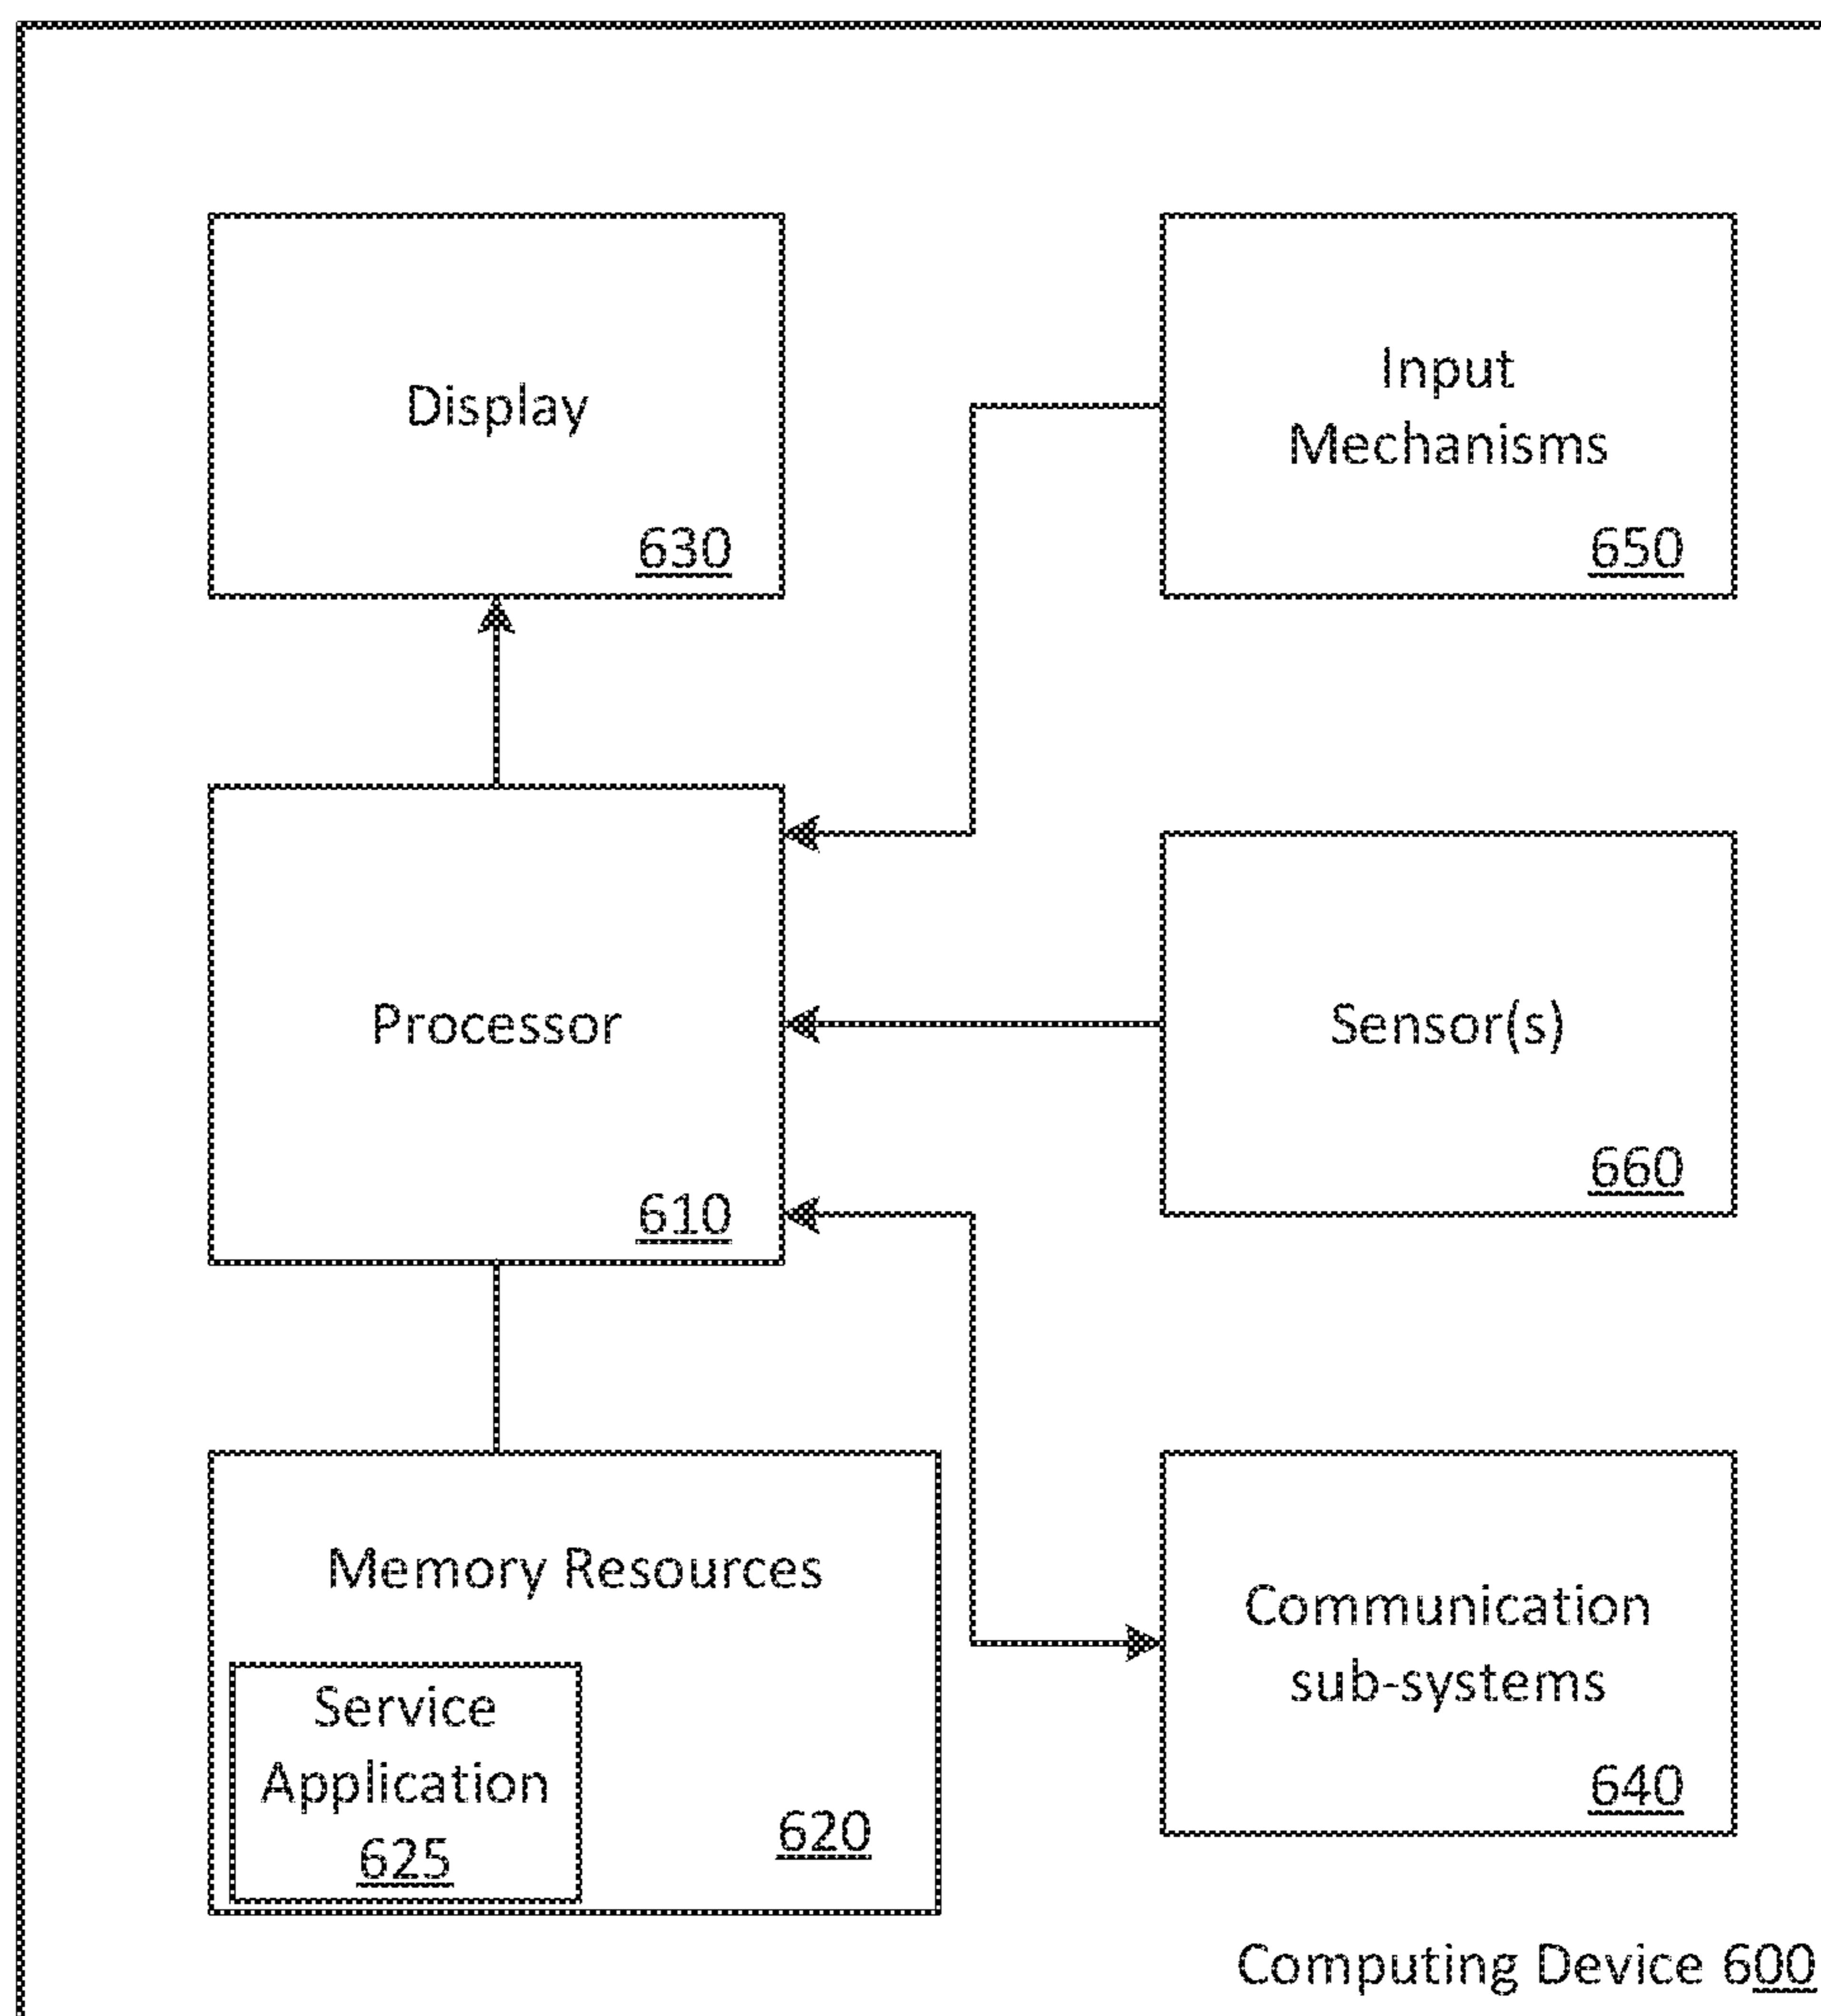 Display
630
Input
Mechanisms
650
Processor
610
Sensor(s)
660
Memory Resources
620
Service
Application
625
Communication
sub-systems
640
Computing Device 600